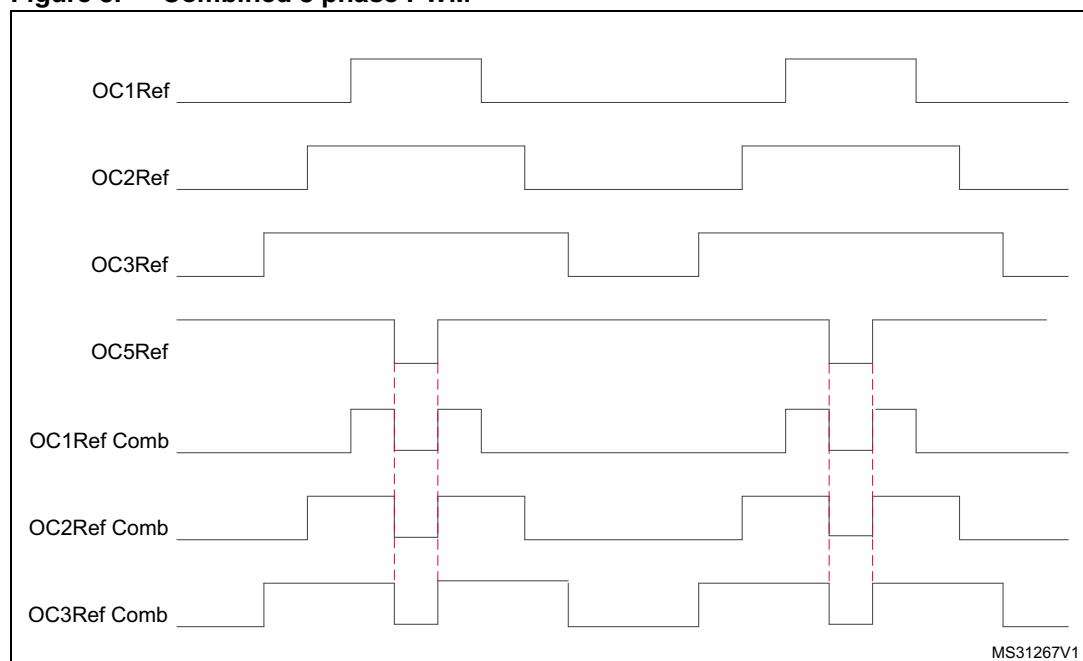 OC1Ref
OC2Ref
OC3Ref
OC5Ref
OC1Ref Comb
OC2Ref Comb
OC3Ref Comb
MS31267V1